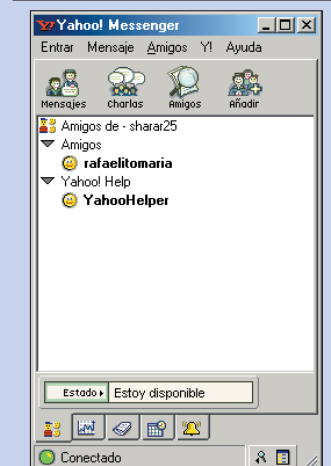 Yahoo! Messenger
Entrar Mensaje Amigos Y! Ayuda
Mensajes Charlas Amigos Añadir
Amigos de - sharar25
Amigos
rafaelitomaria
Yahoo! Help
YahooHelper
Estado Estoy disponible
Conectado